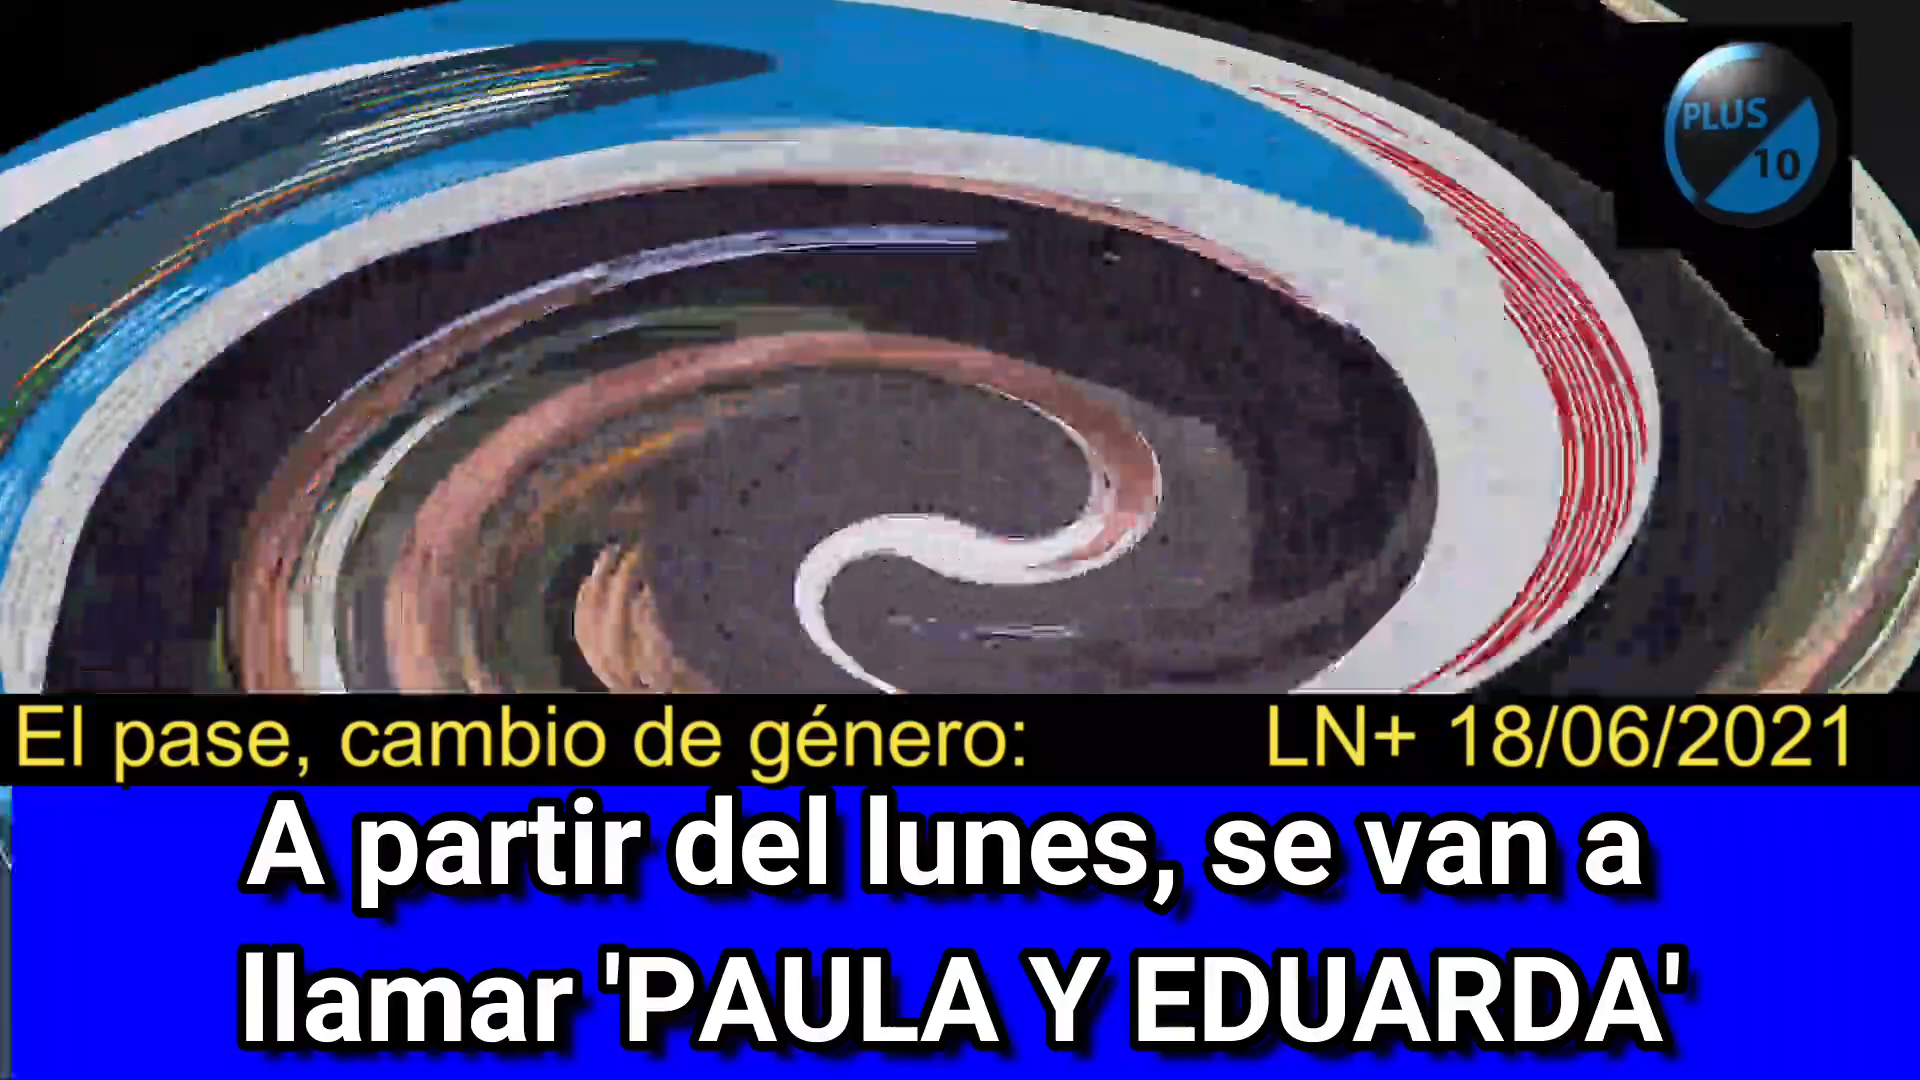 PLUS
10
El pase, cambio de género: LN+ 18/06/2021
A partir del lunes, se van a
llamar 'PAULA Y EDUARDA'